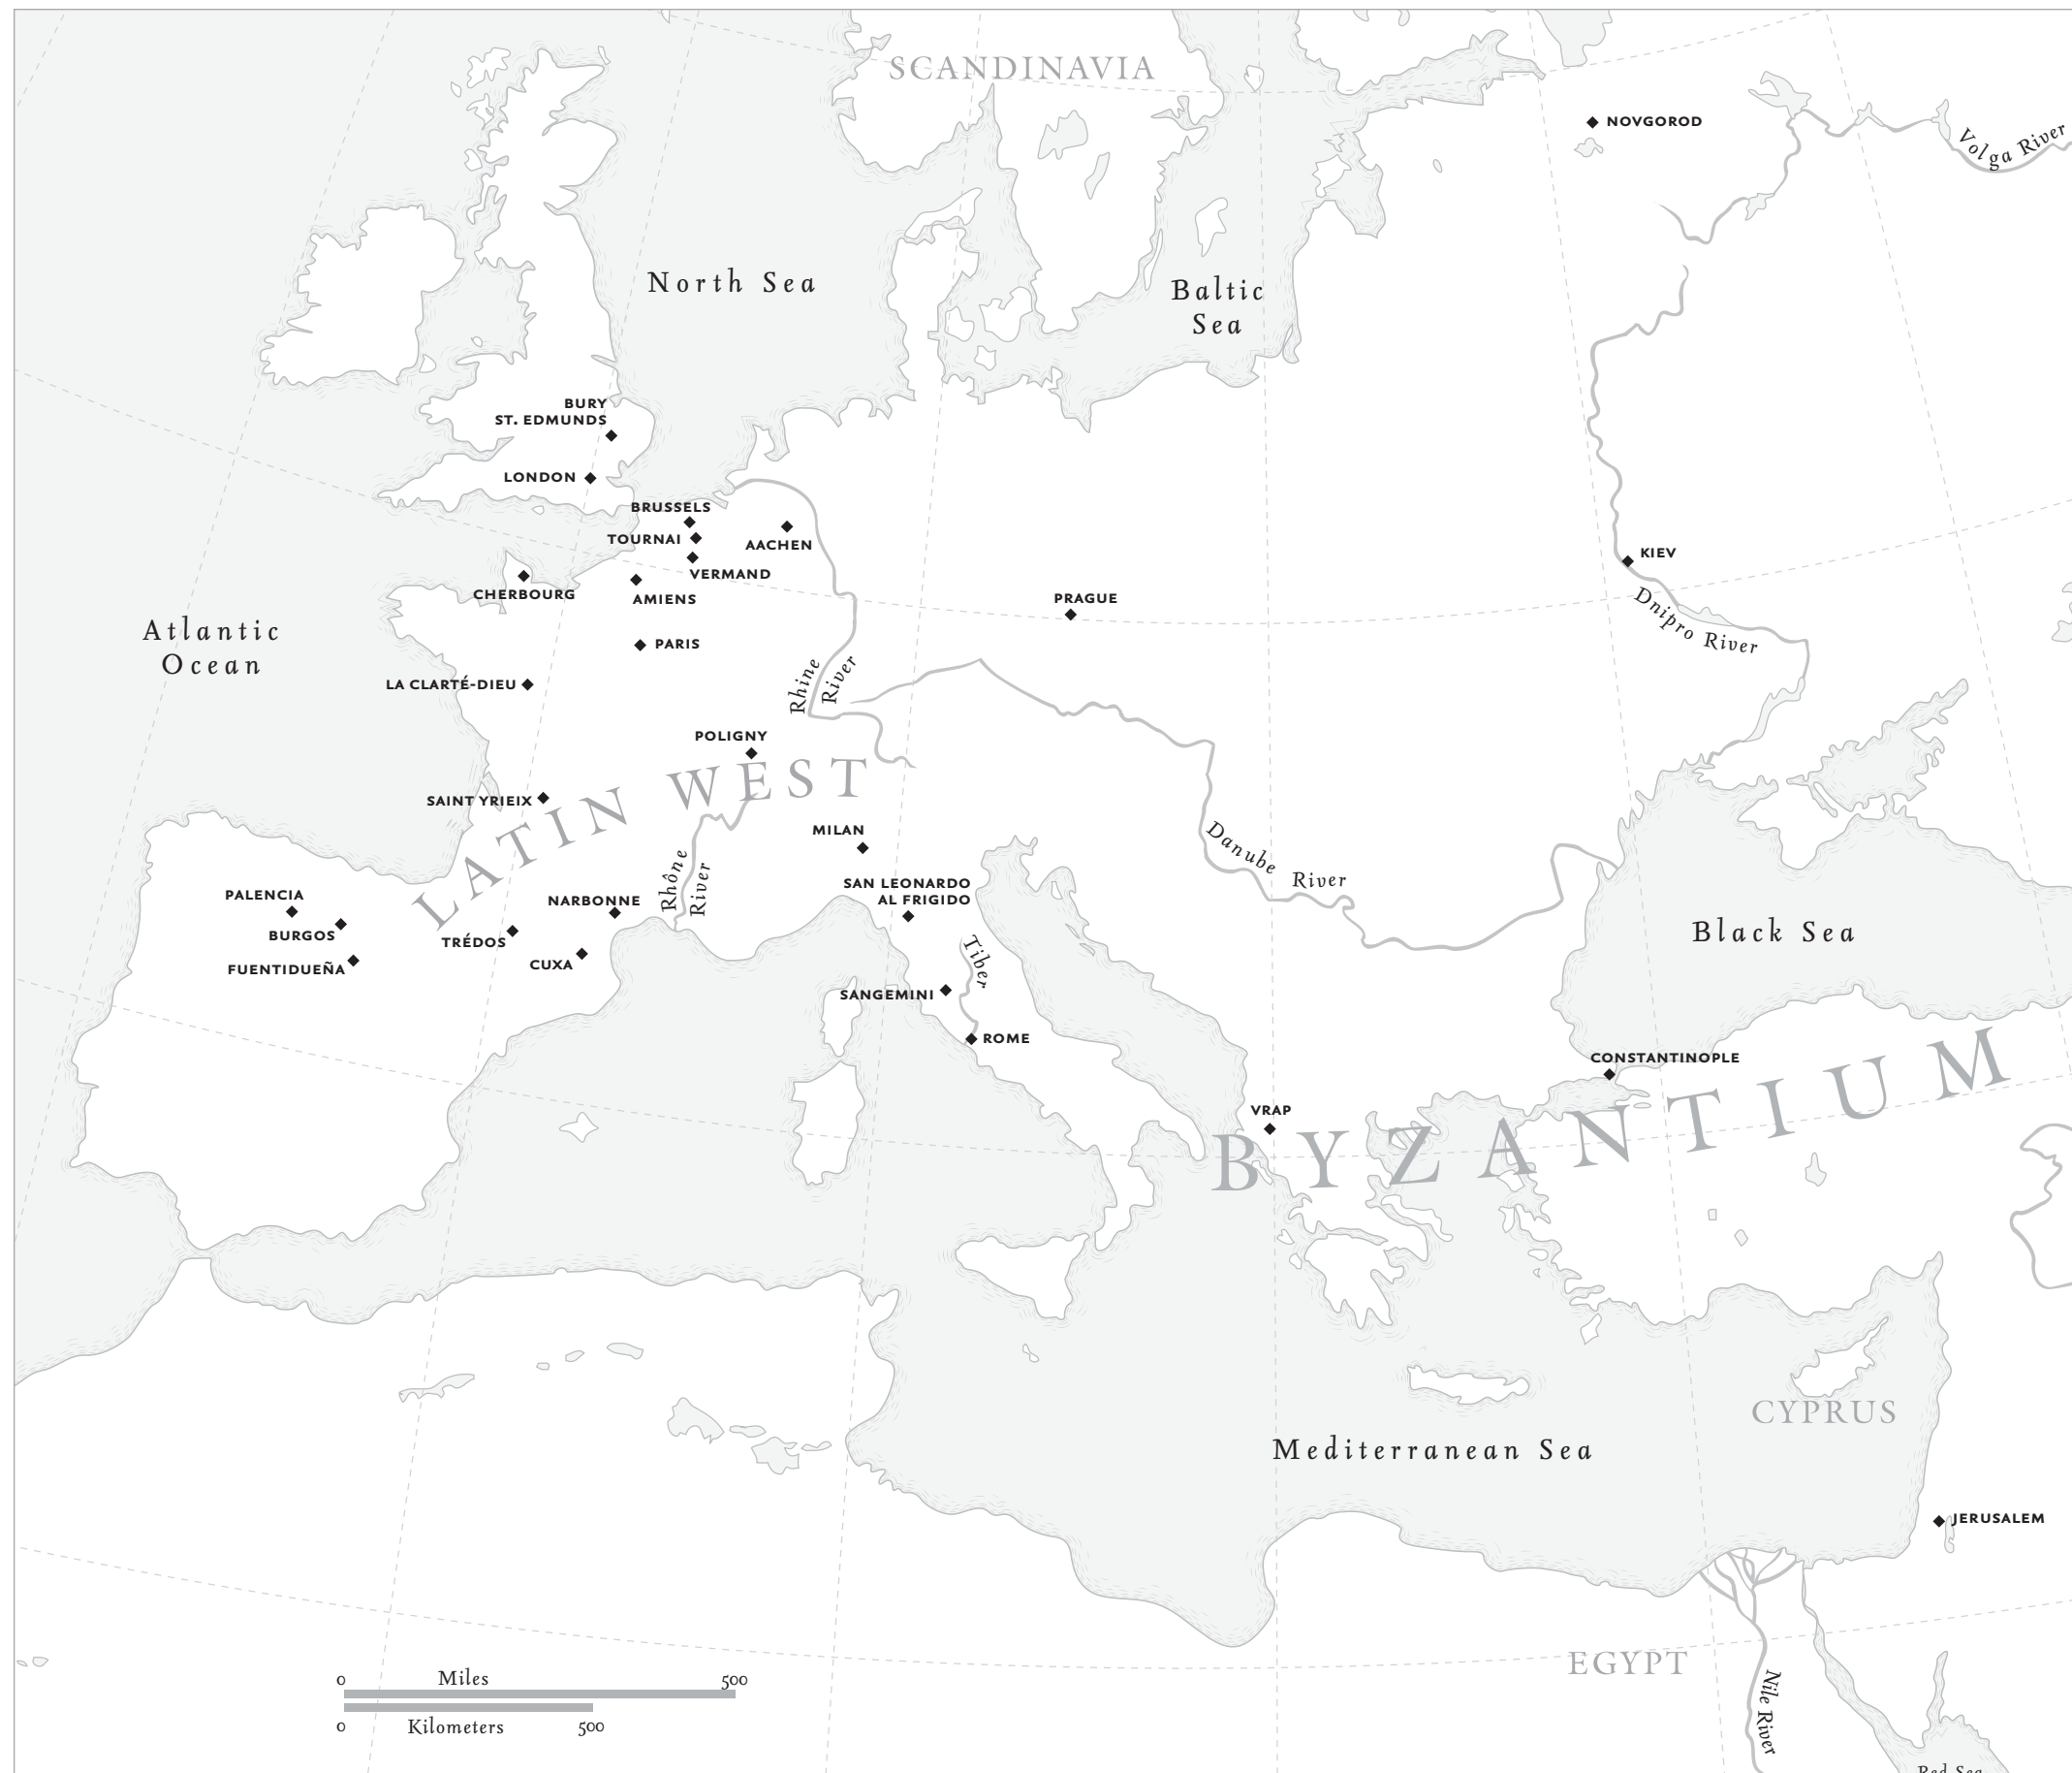 SCANDINAVIA
NOVGOROD
Volga River
North Sea
Baltic
Sea
BURY
ST. EDMUNDS
LONDON
BRUSSELS
TOURNAI
AACHEN
VERMAND
CHERBOURG
AMIENS
KIEV
PRAGUE
Dnipro River
Atlantic
Ocean
PARIS
Rhine
River
LA CLARTÉ-DIEU
POLIGNY
LATIN WEST
SAINT YRIEIX
MILAN
Danube River
Rhône
River
SAN LEONARDO
AL FRIGIDO
PALENCIA
NARBONNE
BURGOS
TRÉDOS
Black Sea
CUXA
FUENTIDUEÑA
Tiber
SANGEMINI
ROME
CONSTANTINOPLE
VRAP
BYZANTIUM
CYPRUS
Mediterranean Sea
JERUSALEM
EGYPT
Nile River
0 Miles 500
0 Kilometers 500
Red Sea